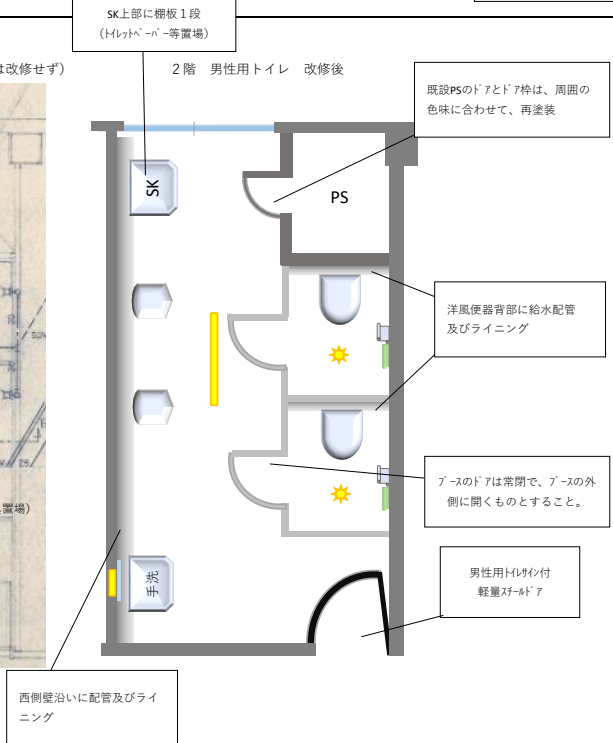 SK上部に棚板１段
（ﾄｲﾚｯﾄﾍﾟｰﾊﾟｰ等置場）
は改修せず）
２階　男性用トイレ　改修後
既設PSのﾄﾞｱとﾄﾞｱ枠は、周囲の
色味に合わせて、再塗装
SK
PS
洋風便器背部に給水配管
及びライニング
置場）
ﾌﾞｰｽのﾄﾞｱは常閉で、ﾌﾞｰｽの外
側に開くものとすること。
手洗
男性用ﾄｲﾚｻｲﾝ付
軽量ｽﾁｰﾙﾄﾞｱ
西側壁沿いに配管及びライ
ニング